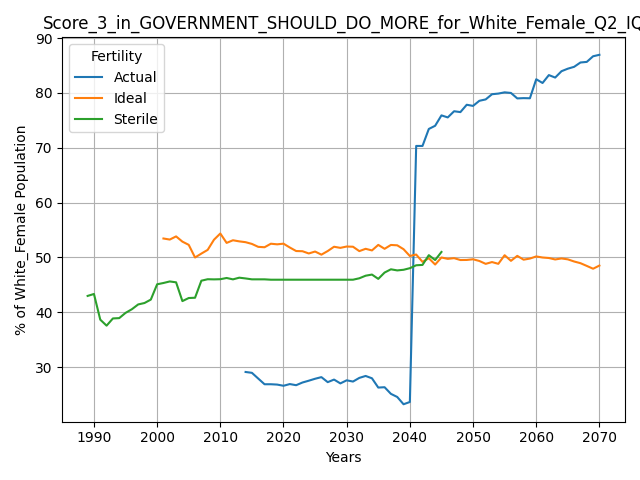 Score_3_in_GOVERNMENT_SHOULD_DO_MORE_for_White_Female_Q2_IQ
Fertility
Actual
Ideal
Sterile
% of White_Female Population
90
80
70
60
50
40
30
1990 2000 2010 2020 2030 2040 2050 2060 2070
Years